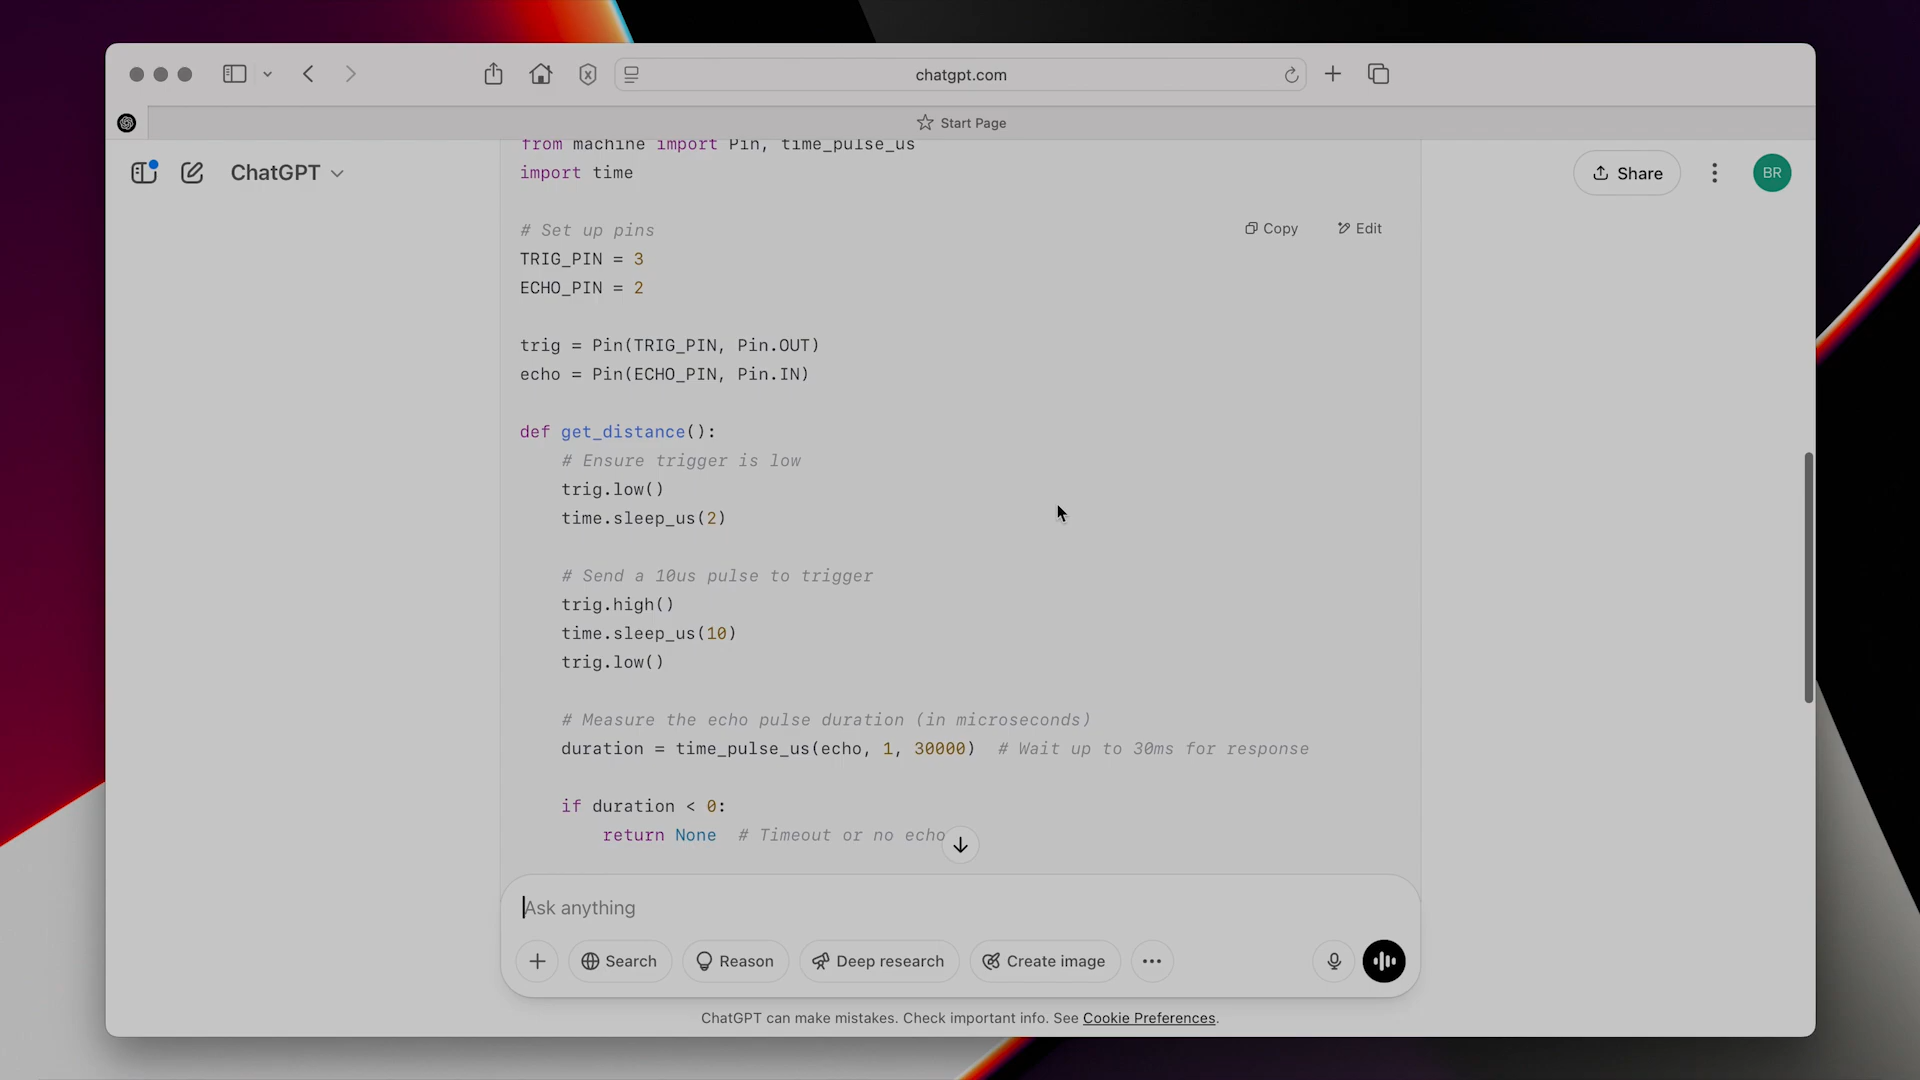 chatgpt.com
Start Page
ChatGPT
Share
BR
from machine import Pin, time_pulse_us
import time
# Set up pins
Copy
Edit
TRIG_PIN = 3
ECHO_PIN = 2
trig = Pin(TRIG_PIN, Pin.OUT)
echo = Pin(ECHO_PIN, Pin.IN)
def get_distance():
# Ensure trigger is low
trig.low()
time.sleep_us(2)
# Send a 10us pulse to trigger
trig.high()
time.sleep_us(10)
trig.low()
# Measure the echo pulse duration (in microseconds)
duration = time_pulse_us(echo, 1, 30000)  # Wait up to 30ms for response
if duration < 0:
return None  # Timeout or no echo
Ask anything
Search
Reason
Deep research
Create image
ChatGPT can make mistakes. Check important info. See Cookie Preferences.